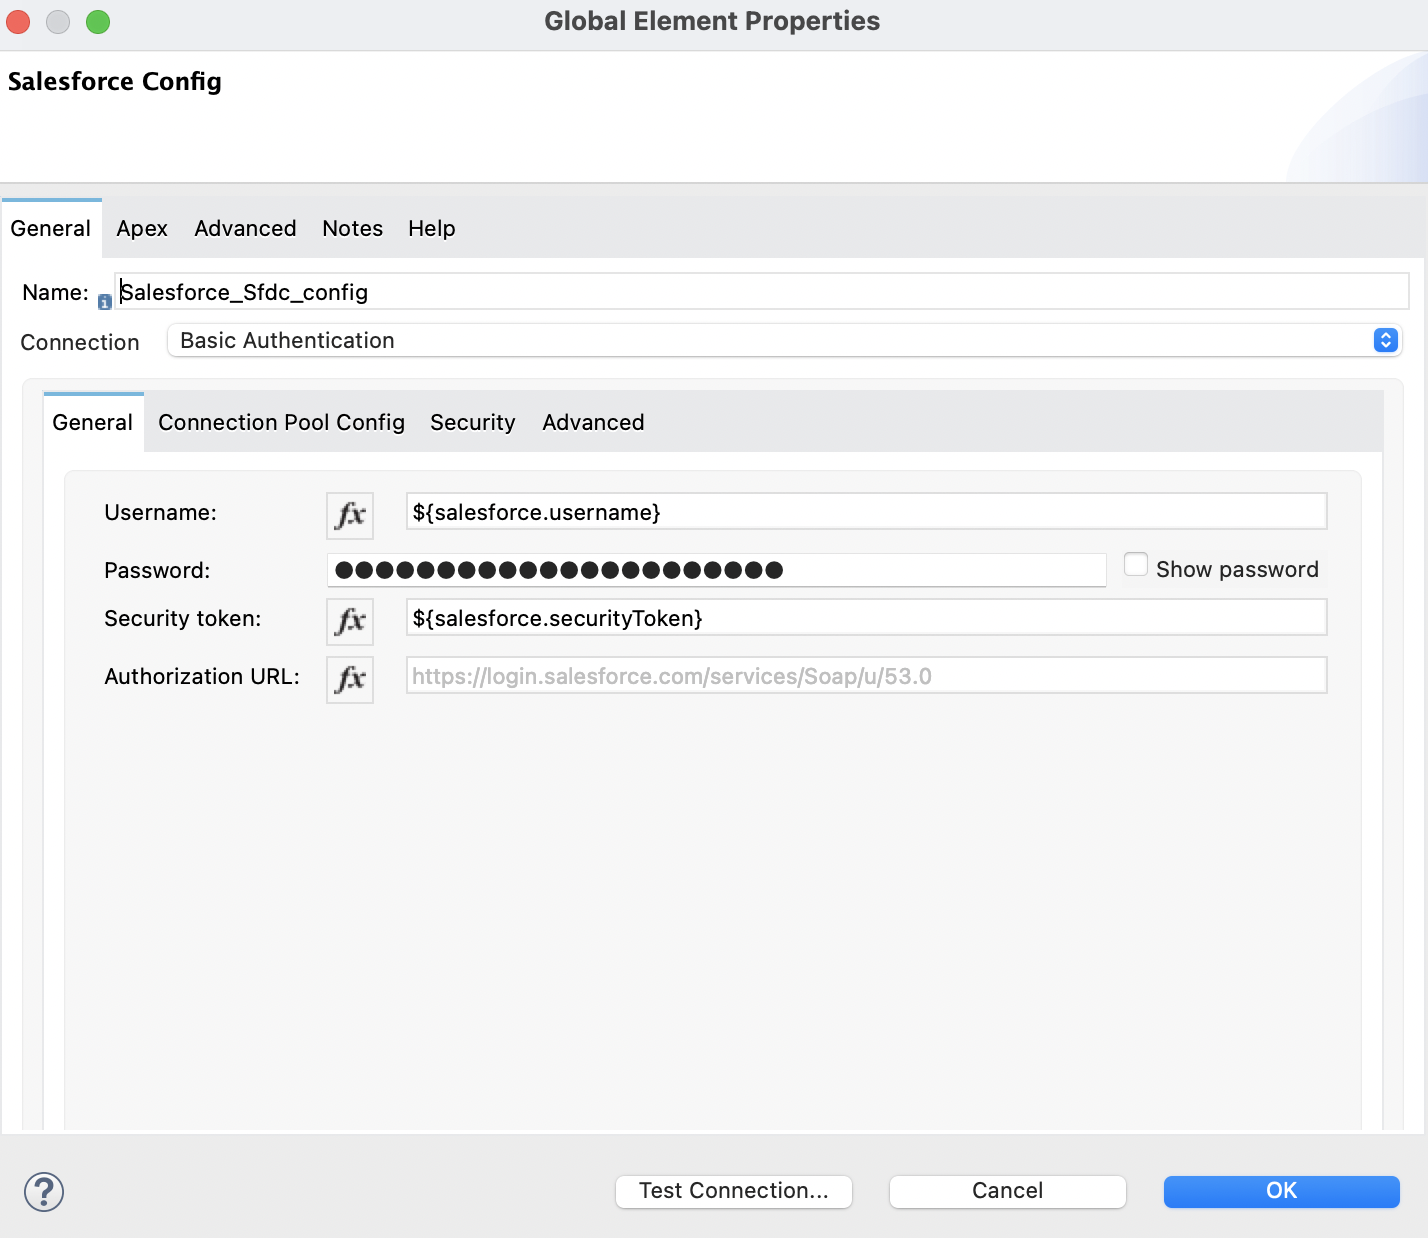 Global Element Properties
Salesforce Config
General Apex Advanced Notes Help
Name: Salesforce_Sfdc_config
Connection Basic Authentication
General Connection Pool Config Security Advanced
Username: fx ${salesforce.username}
Password: ●●●●●●●●●●●●●●●●●●●●●● Show password
Security token: fx ${salesforce.securityToken}
Authorization URL: fx https://login.salesforce.com/services/Soap/u/53.0
? Test Connection... Cancel OK